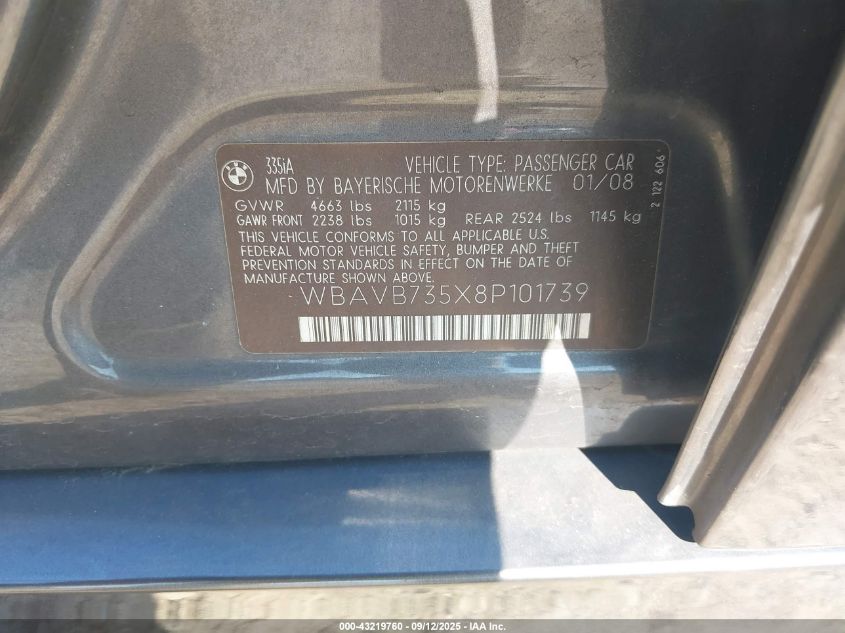 BMW
335iA VEHICLE TYPE: PASSENGER CAR
MFD BY BAYERISCHE MOTORENWERKE 01/08
GVWR 4663 lbs 2115 kg
GAWR FRONT 2238 lbs 1015 kg REAR 2524 lbs 1145 kg
THIS VEHICLE CONFORMS TO ALL APPLICABLE U.S.
FEDERAL MOTOR VEHICLE SAFETY, BUMPER AND THEFT
PREVENTION STANDARDS IN EFFECT ON THE DATE OF
MANUFACTURE SHOWN ABOVE.
WBAVB735X8P101739
2 122 606
000-43219760 - 09/12/2025 - IAA Inc.